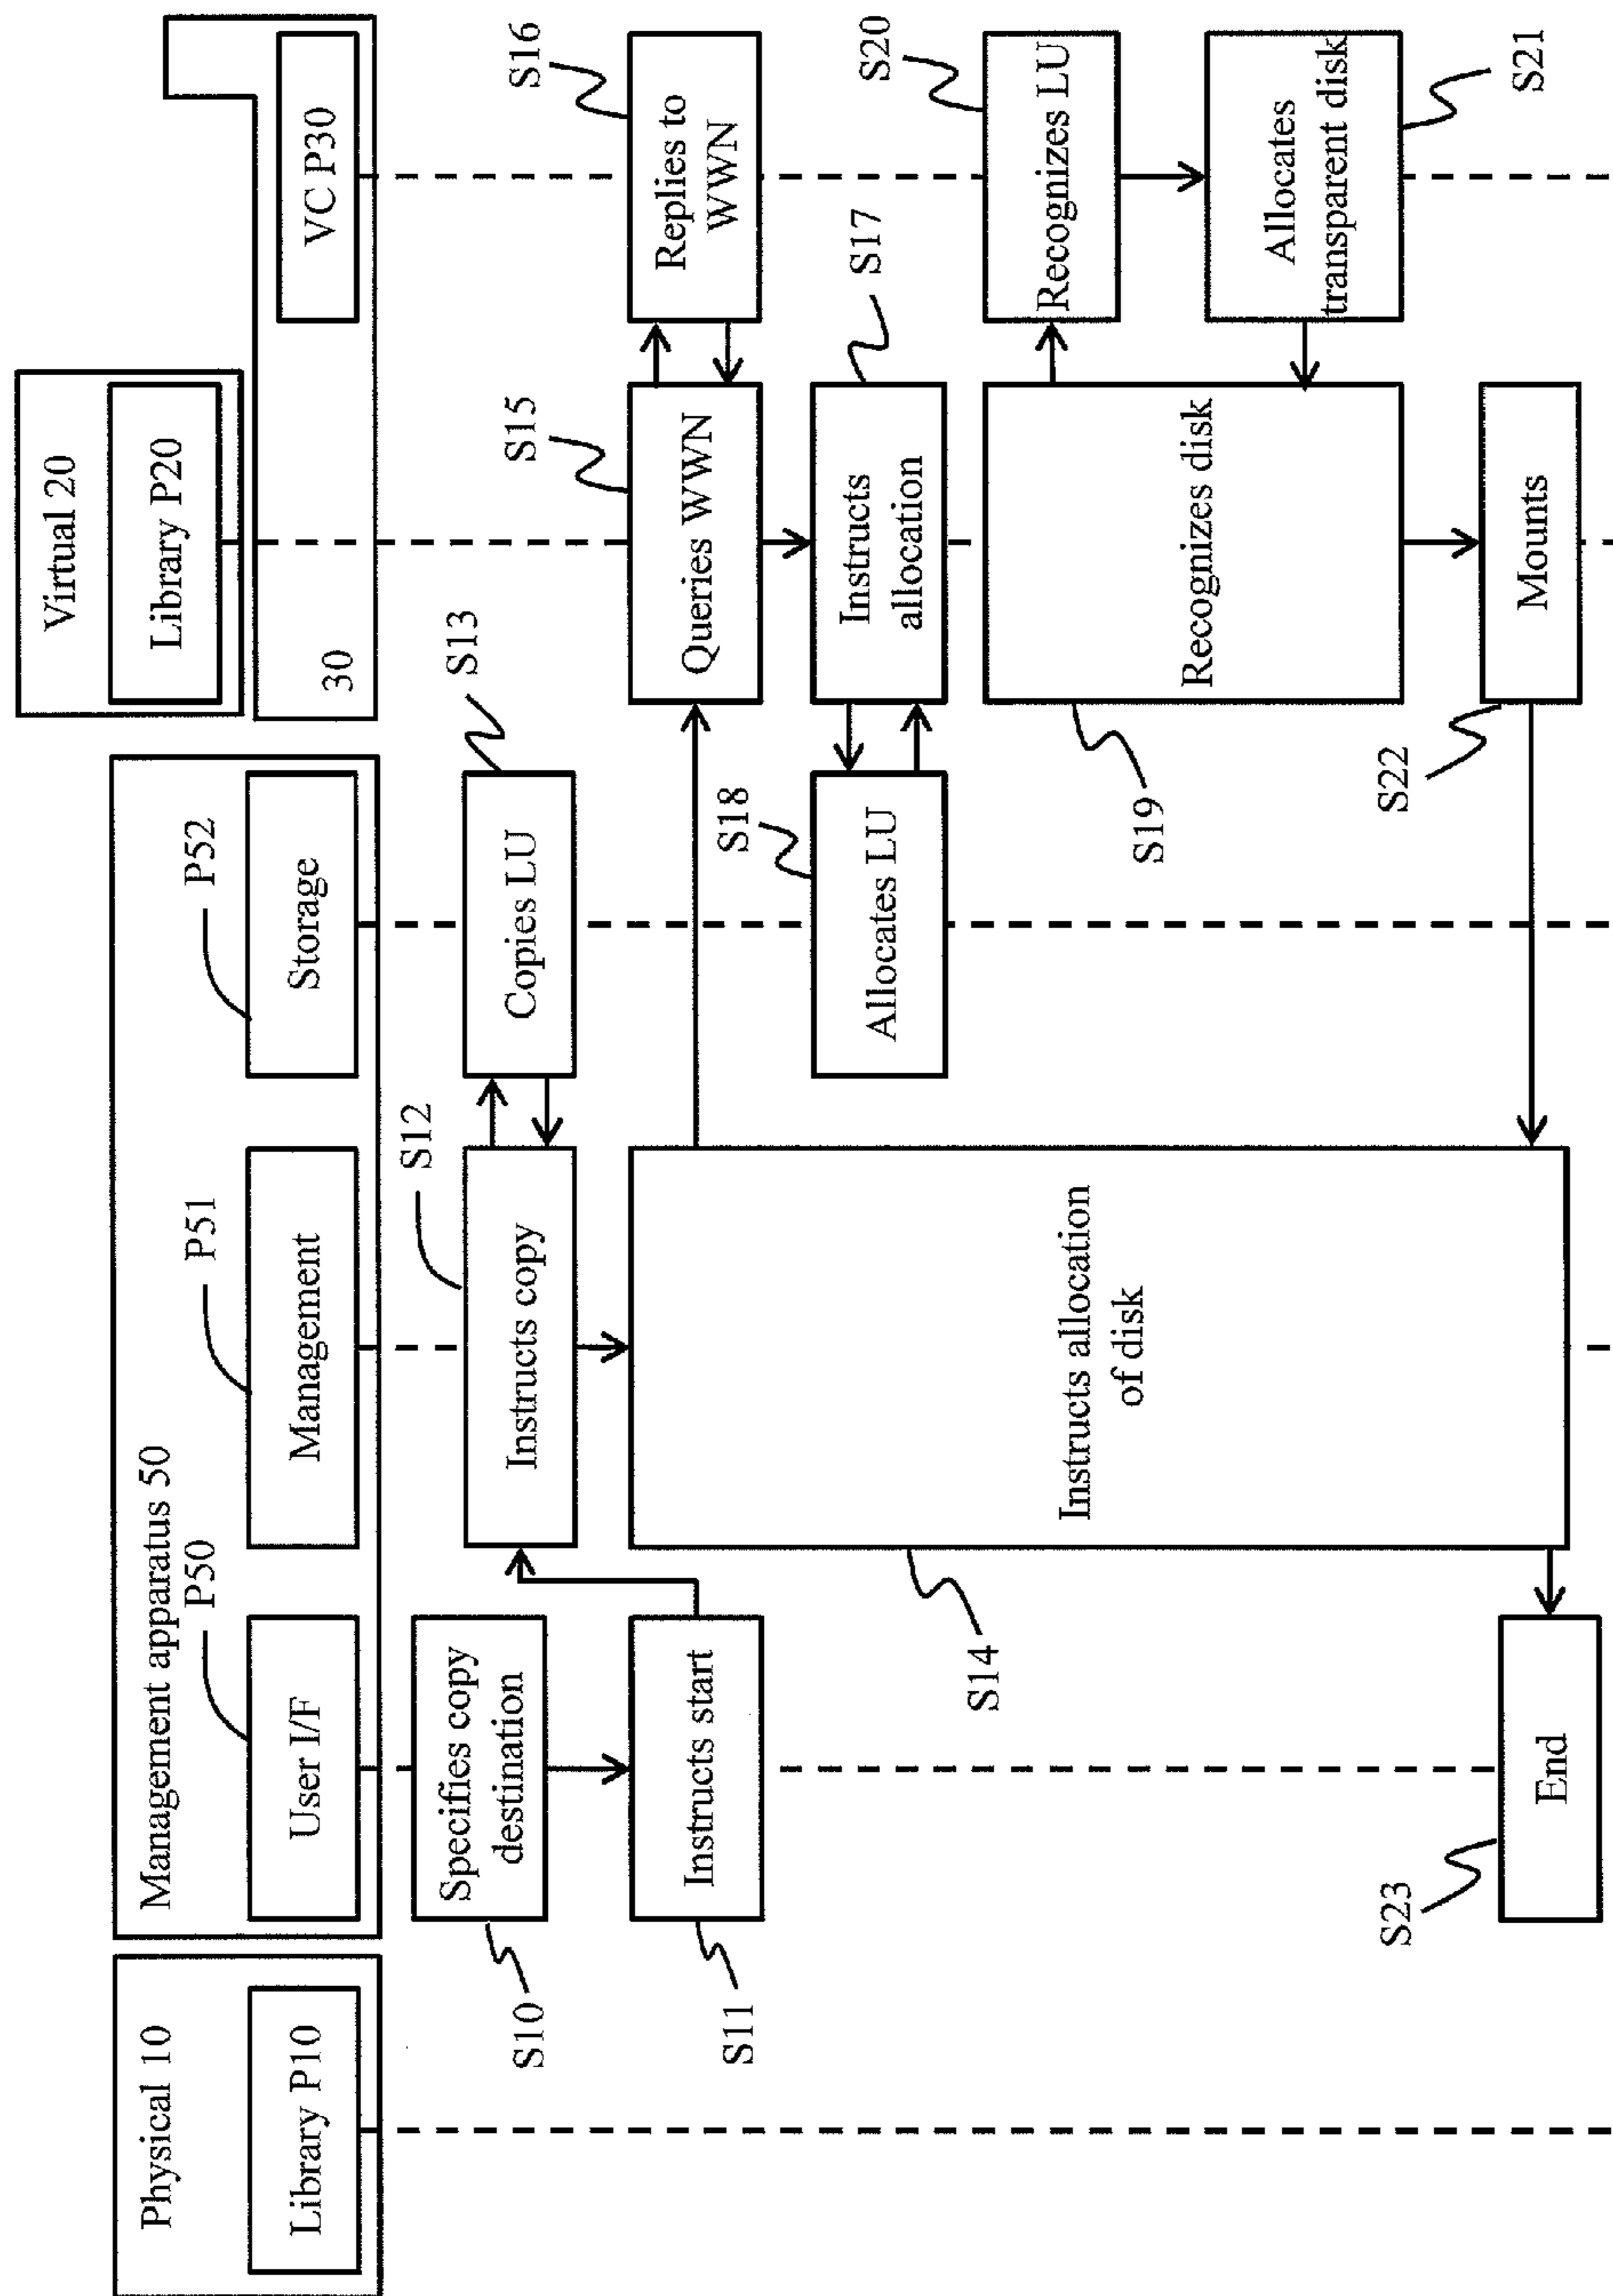 Physical 10
Library P10
Management apparatus 50
P50
User I/F
P51
Management
P52
Storage
Virtual 20
Library P20
30
VC P30
S10
Specifies copy
destination
S11
Instructs start
S12
Instructs copy
S13
Copies LU
S14
Instructs allocation
of disk
S15
Queries WWN
S16
Replies to
WWN
S17
Instructs
allocation
S18
Allocates LU
S19
Recognizes disk
S20
Recognizes LU
S21
Allocates
transparent disk
S22
Mounts
S23
End